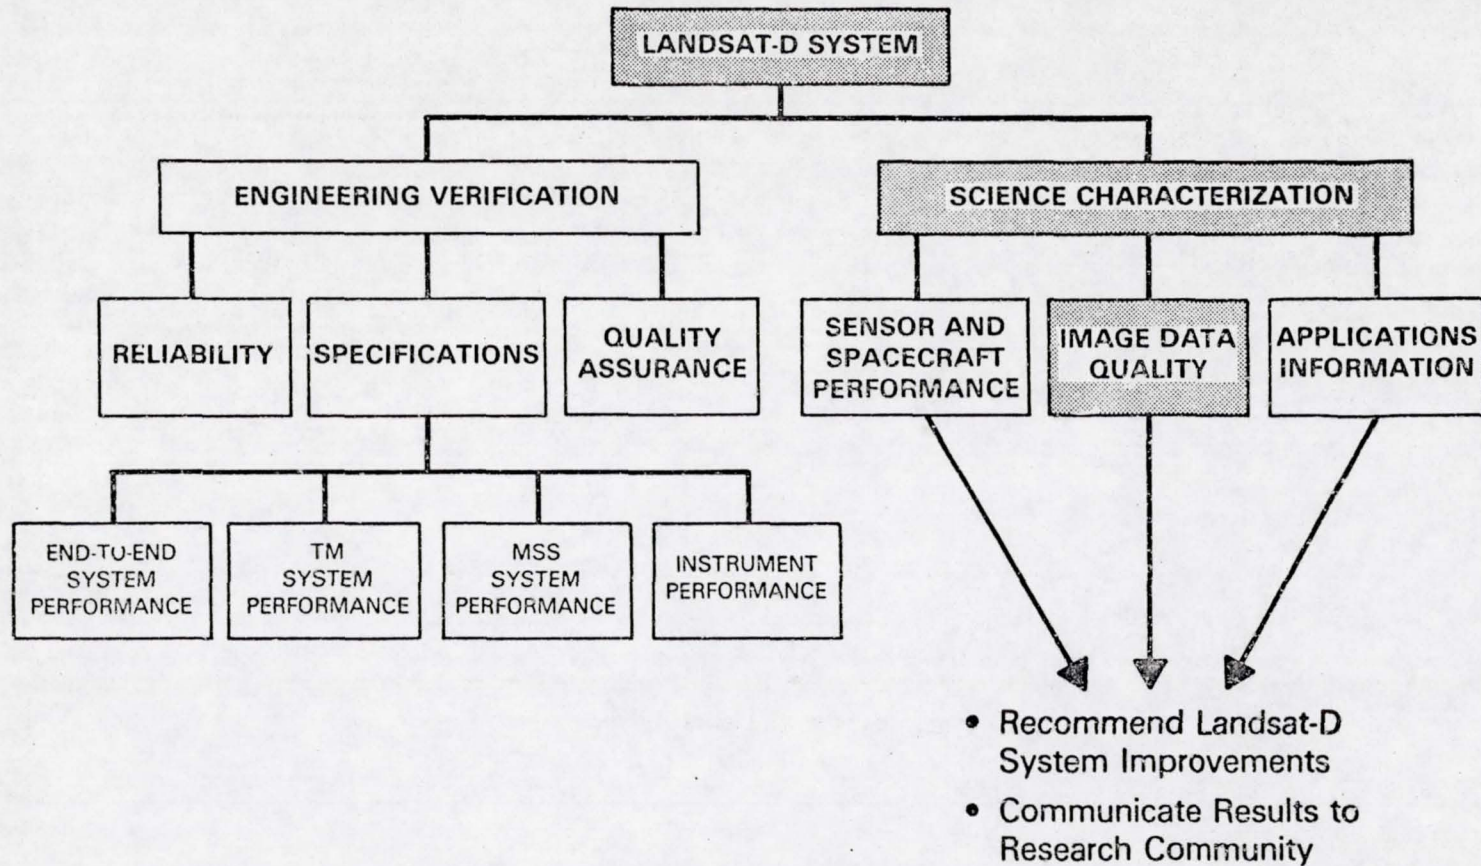 LANDSAT-D SYSTEM
ENGINEERING VERIFICATION
SCIENCE CHARACTERIZATION
RELIABILITY
SPECIFICATIONS
QUALITY
ASSURANCE
SENSOR AND
SPACECRAFT
PERFORMANCE
IMAGE DATA
QUALITY
APPLICATIONS
INFORMATION
END-TO-END
SYSTEM
PERFORMANCE
TM
SYSTEM
PERFORMANCE
MSS
SYSTEM
PERFORMANCE
INSTRUMENT
PERFORMANCE
• Recommend Landsat-D
System Improvements
• Communicate Results to
Research Community